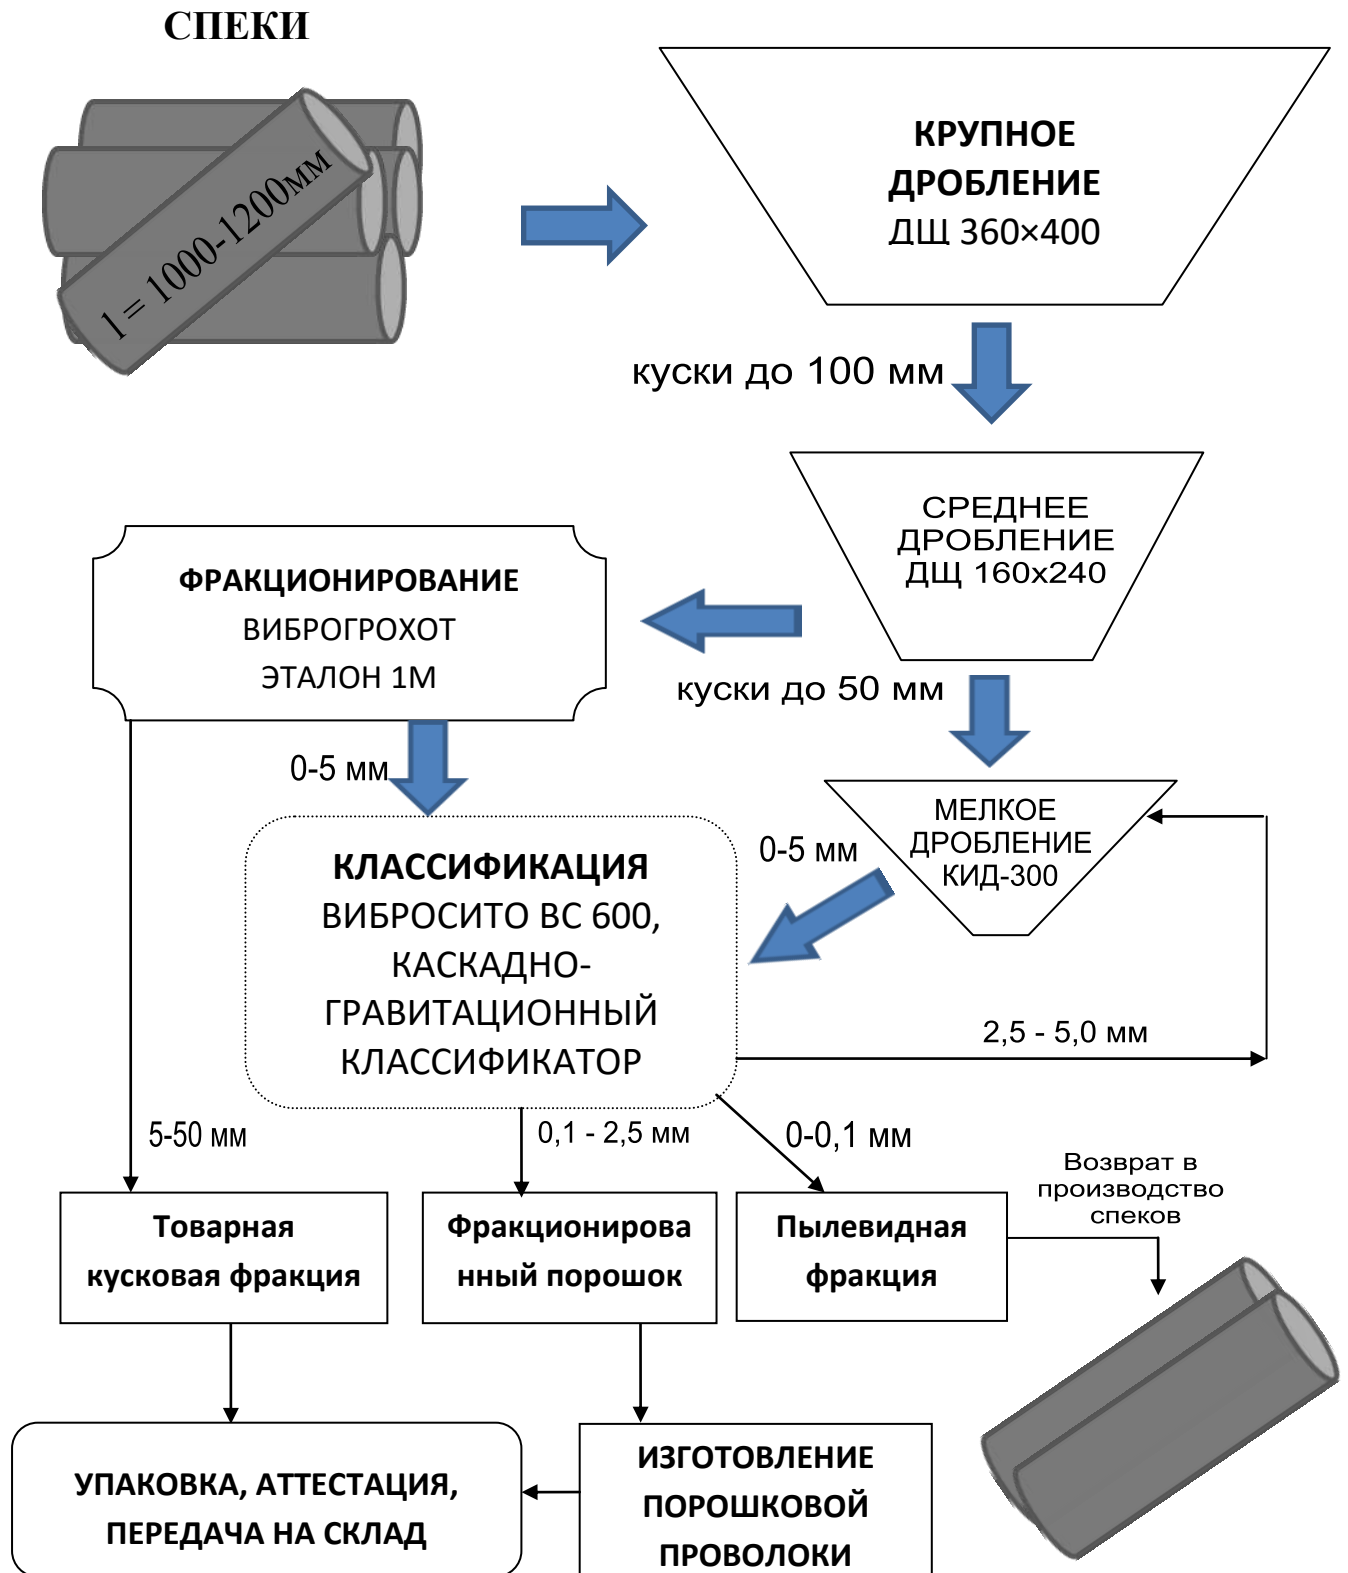 СПЕКИ
l = 1000-1200мм
КРУПНОЕ
ДРОБЛЕНИЕ
ДЩ 360×400
куски до 100 мм
СРЕДНЕЕ
ДРОБЛЕНИЕ
ДЩ 160х240
ФРАКЦИОНИРОВАНИЕ
ВИБРОГРОХОТ
ЭТАЛОН 1М
куски до 50 мм
0-5 мм
МЕЛКОЕ
ДРОБЛЕНИЕ
КИД-300
0-5 мм
КЛАССИФИКАЦИЯ
ВИБРОСИТО ВС 600,
КАСКАДНО-
ГРАВИТАЦИОННЫЙ
КЛАССИФИКАТОР
2,5 - 5,0 мм
5-50 мм
0,1 - 2,5 мм
0-0,1 мм
Возврат в
производство
спеков
Товарная
кусковая фракция
Фракционирова
нный порошок
Пылевидная
фракция
УПАКОВКА, АТТЕСТАЦИЯ,
ПЕРЕДАЧА НА СКЛАД
ИЗГОТОВЛЕНИЕ
ПОРОШКОВОЙ
ПРОВОЛОКИ